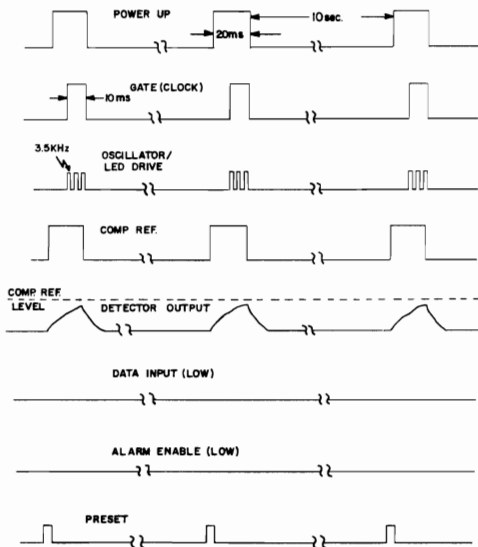 POWER UP
10 sec.
20ms
GATE (CLOCK)
10ms
3.5KHz
OSCILLATOR/
LED DRIVE
COMP REF.
COMP. REF.
LEVEL
DETECTOR OUTPUT
DATA INPUT (LOW)
ALARM ENABLE (LOW)
PRESET